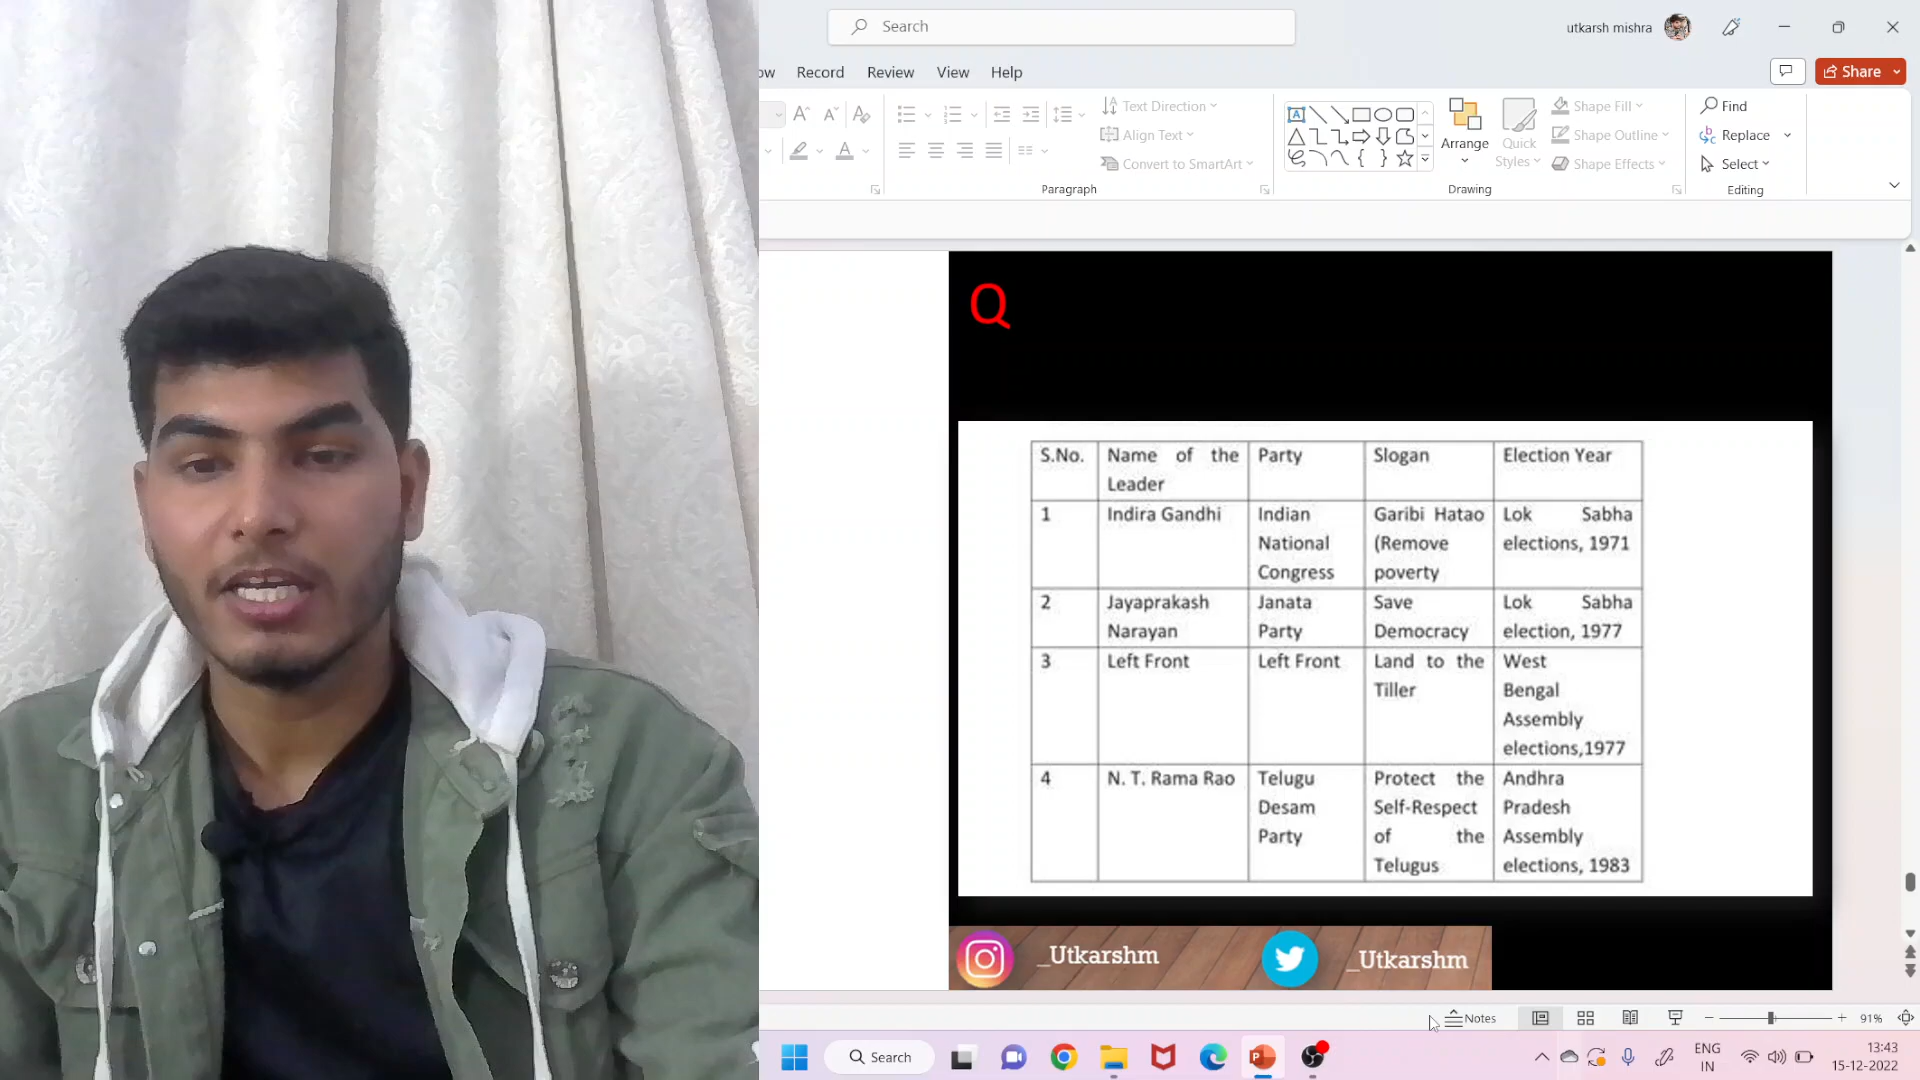 Search
utkarsh mishra
Record Review View Help
Share
Text Direction
Align Text
Convert to SmartArt
Paragraph
Arrange
Quick
Styles
Shape Fill
Shape Outline
Shape Effects
Drawing
Find
Replace
Select
Editing
Q
S.No. Name of the Leader Party Slogan Election Year
1 Indira Gandhi Indian National Congress Garibi Hatao (Remove poverty Lok Sabha elections, 1971
2 Jayaprakash Narayan Janata Party Save Democracy Lok Sabha election, 1977
3 Left Front Left Front Land to the Tiller West Bengal Assembly elections,1977
4 N. T. Rama Rao Telugu Desam Party Protect the Self-Respect of the Telugus Andhra Pradesh Assembly elections, 1983
_Utkarshm
_Utkarshm
Notes
91%
Search
ENG
IN
13:43
15-12-2022